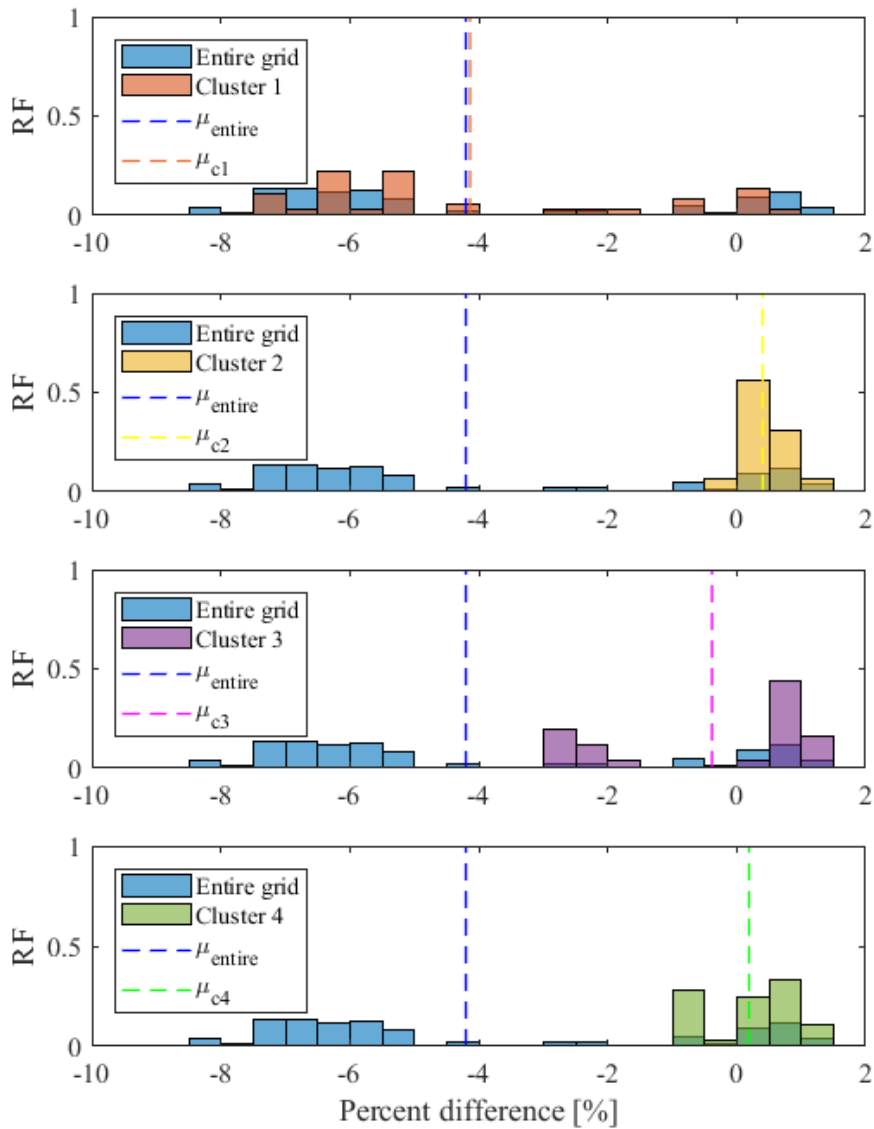 1
Entire grid
Cluster 1
μentire
μc1
0.5
RF
0
-10 -8 -6 -4 -2 0 2
1
Entire grid
Cluster 2
μentire
μc2
0.5
RF
0
-10 -8 -6 -4 -2 0 2
1
Entire grid
Cluster 3
μentire
μc3
0.5
RF
0
-10 -8 -6 -4 -2 0 2
1
Entire grid
Cluster 4
μentire
μc4
0.5
RF
0
-10 -8 -6 -4 -2 0 2
Percent difference [%]